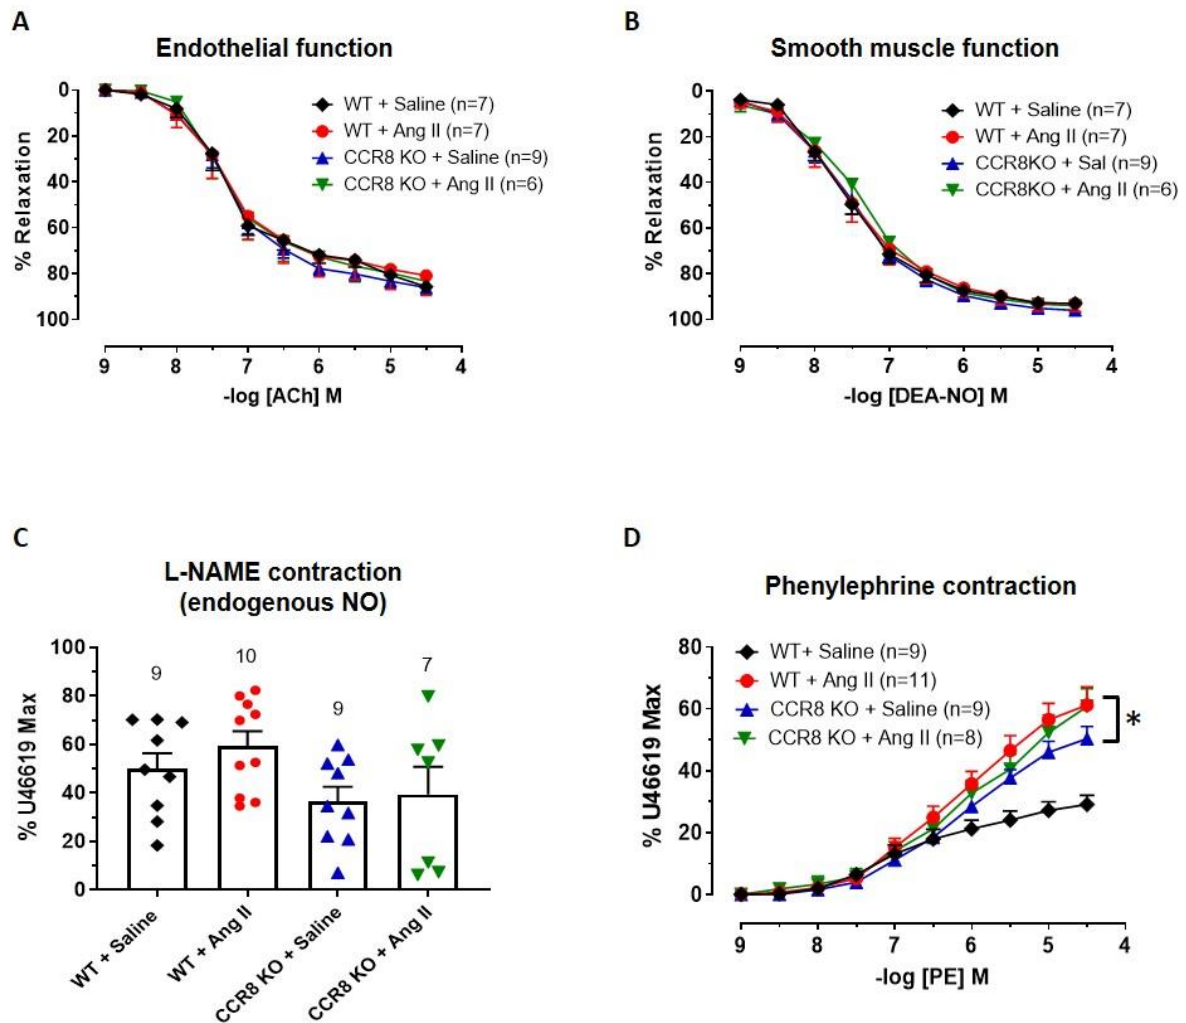 A
Endothelial function
0
20
40
60
80
100
% Relaxation
WT + Saline (n=7)
WT + Ang II (n=7)
CCR8 KO + Saline (n=9)
CCR8 KO + Ang II (n=6)
9 8 7 6 5 4
-log [ACh] M
B
Smooth muscle function
0
20
40
60
80
100
% Relaxation
WT + Saline (n=7)
WT + Ang II (n=7)
CCR8KO + Sal (n=9)
CCR8KO + Ang II (n=6)
9 8 7 6 5 4
-log [DEA-NO] M
C
L-NAME contraction
(endogenous NO)
100
80
60
40
20
0
% U46619 Max
9 10 9 7
WT + Saline
WT + Ang II
CCR8 KO + Saline
CCR8 KO + Ang II
D
Phenylephrine contraction
80
60
40
20
0
% U46619 Max
WT+ Saline (n=9)
WT + Ang II (n=11)
CCR8 KO + Saline (n=9)
CCR8 KO + Ang II (n=8)
*
9 8 7 6 5 4
-log [PE] M